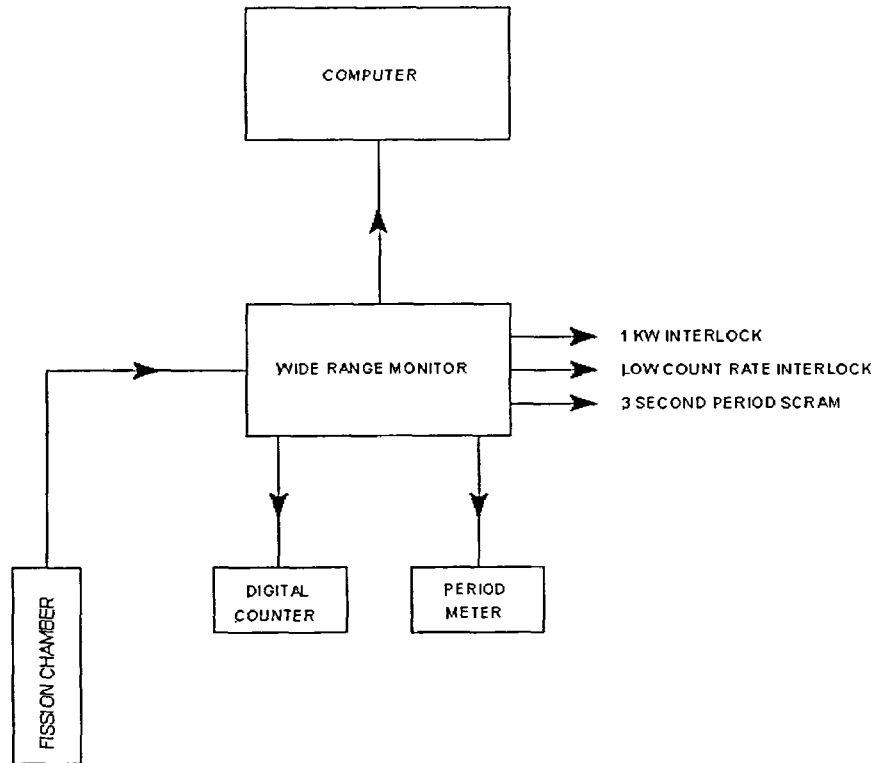 COMPUTER
WIDE RANGE MONITOR
1 KW INTERLOCK
LOW COUNT RATE INTERLOCK
3 SECOND PERIOD SCRAM
DIGITAL
COUNTER
PERIOD
METER
FISSION CHAMBER